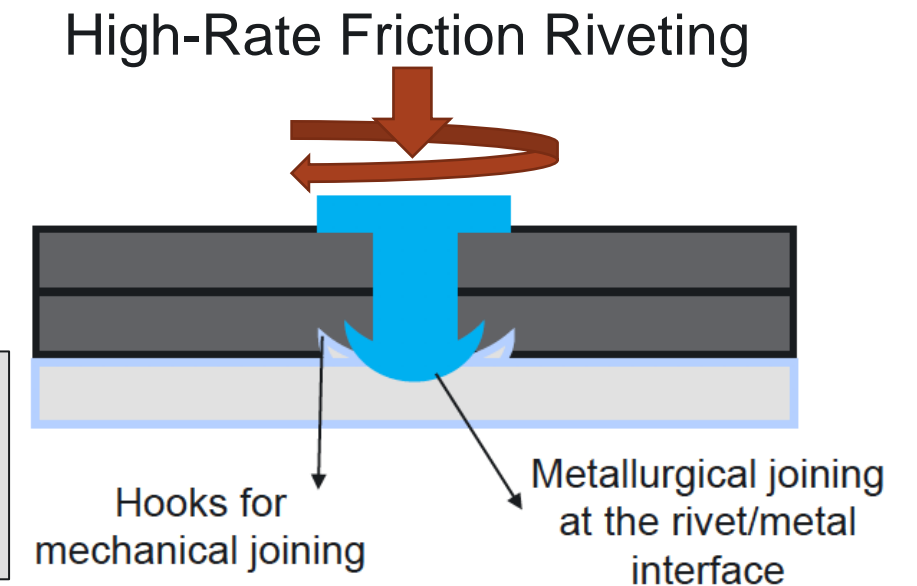 High-Rate Friction Riveting
Hooks for
mechanical joining
Metallurgical joining
at the rivet/metal
interface